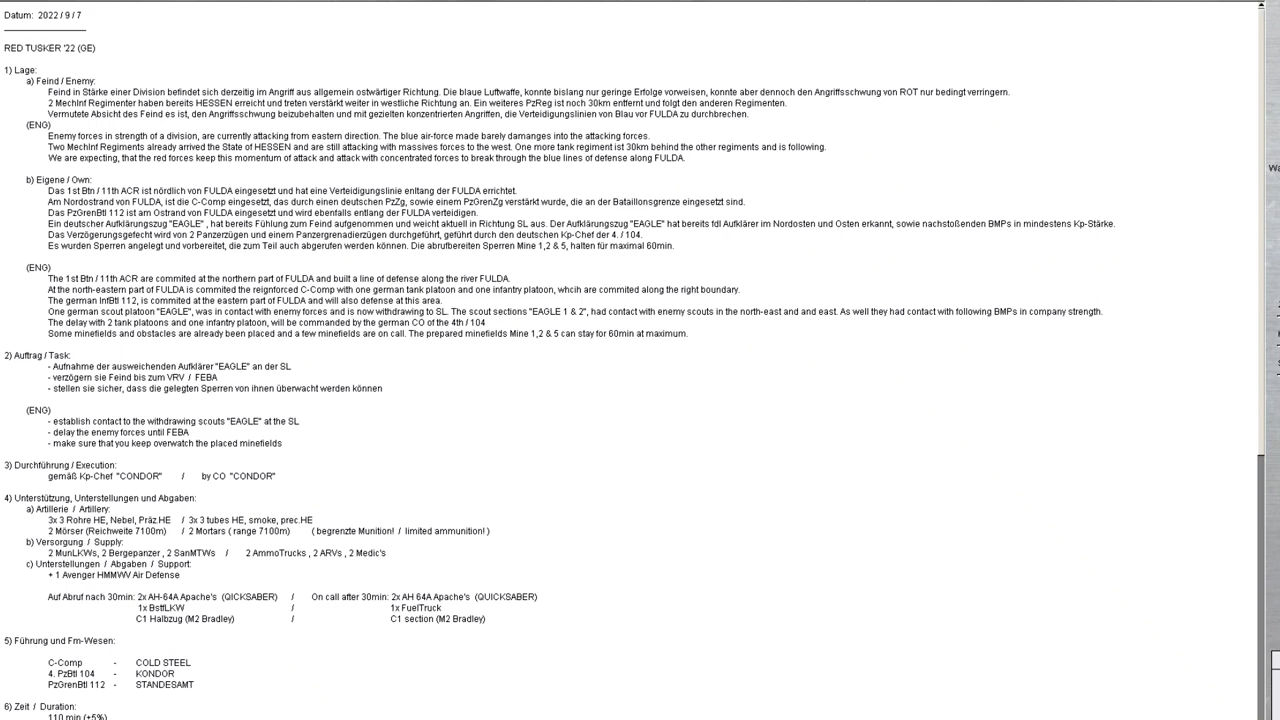 Datum: 2022 / 9 / 7
RED TUSKER '22 (GE)
1) Lage:
a) Feind / Enemy:
Feind in Stärke einer Division befindet sich derzeitig im Angriff aus allgemein ostwärtiger Richtung. Die blaue Luftwaffe, konnte bislang nur geringe Erfolge vorweisen, konnte aber dennoch den Angriffsschwung von ROT nur bedingt verringern.
2 MechInf Regimenter haben bereits HESSEN erreicht und treten verstärkt weiter in westliche Richtung an. Ein weiteres PzReg ist noch 30km entfernt und folgt den anderen Regimenten.
Vermutete Absicht des Feind es ist, den Angriffsschwung beizubehalten und mit gezielten konzentrierten Angriffen, die Verteidigungslinien von Blau vor FULDA zu durchbrechen.
(ENG)
Enemy forces in strength of a division, are currently attacking from eastern direction. The blue air-force made barely damanges into the attacking forces.
Two MechInf Regiments already arrived the State of HESSEN and are still attacking with massives forces to the west. One more tank regiment ist 30km behind the other regiments and is following.
We are expecting, that the red forces keep this momentum of attack and attack with concentrated forces to break through the blue lines of defense along FULDA.
b) Eigene / Own:
Das 1st Btn / 11th ACR ist nördlich von FULDA eingesetzt und hat eine Verteidigungslinie enltang der FULDA errichtet.
Am Nordostrand von FULDA, ist die C-Comp eingesetzt, das durch einen deutschen PzZg, sowie einem PzGrenZg verstärkt wurde, die an der Bataillonsgrenze eingesetzt sind.
Das PzGrenBtl 112 ist am Ostrand von FULDA eingesetzt und wird ebenfalls entlang der FULDA verteidigen.
Ein deutscher Aufklärungszug "EAGLE" , hat bereits Fühlung zum Feind aufgenommen und weicht aktuell in Richtung SL aus. Der Aufklärungszug "EAGLE" hat bereits fdl Aufklärer im Nordosten und Osten erkannt, sowie nachstoßenden BMPs in mindestens Kp-Stärke.
Das Verzögerungsgefecht wird von 2 Panzerzügen und einem Panzergrenadierzügen durchgeführt, geführt durch den deutschen Kp-Chef der 4. / 104.
Es wurden Sperren angelegt und vorbereitet, die zum Teil auch abgerufen werden können. Die abrufbereiten Sperren Mine 1,2 & 5, halten für maximal 60min.
(ENG)
The 1st Btn / 11th ACR are commited at the northern part of FULDA and built a line of defense along the river FULDA.
At the north-eastern part of FULDA is commited the reignforced C-Comp with one german tank platoon and one infantry platoon, whcih are commited along the right boundary.
The german InfBtl 112, is commited at the eastern part of FULDA and will also defense at this area.
One german scout platoon "EAGLE", was in contact with enemy forces and is now withdrawing to SL. The scout sections "EAGLE 1 & 2", had contact with enemy scouts in the north-east and and east. As well they had contact with following BMPs in company strength.
The delay with 2 tank platoons and one infantry platoon, will be commanded by the german CO of the 4th / 104
Some minefields and obstacles are already been placed and a few minefields are on call. The prepared minefields Mine 1,2 & 5 can stay for 60min at maximum.
2) Auftrag / Task:
- Aufnahme der ausweichenden Aufklärer "EAGLE" an der SL
- verzögern sie Feind bis zum VRV / FEBA
- stellen sie sicher, dass die gelegten Sperren von ihnen überwacht werden können
(ENG)
- establish contact to the withdrawing scouts "EAGLE" at the SL
- delay the enemy forces until FEBA
- make sure that you keep overwatch the placed minefields
3) Durchführung / Execution:
gemäß Kp-Chef "CONDOR" / by CO "CONDOR"
4) Unterstützung, Unterstellungen und Abgaben:
a) Artillerie / Artillery:
3x 3 Rohre HE, Nebel, Präz.HE / 3x 3 tubes HE, smoke, prec.HE
2 Mörser (Reichweite 7100m) / 2 Mortars ( range 7100m) ( begrenzte Munition! / limited ammunition! )
b) Versorgung / Supply:
2 MunLKWs, 2 Bergepanzer , 2 SanMTWs / 2 AmmoTrucks , 2 ARVs , 2 Medic's
c) Unterstellungen / Abgaben / Support:
+ 1 Avenger HMMWV Air Defense
Auf Abruf nach 30min: 2x AH-64A Apache's (QICKSABER) / On call after 30min: 2x AH 64A Apache's (QUICKSABER)
1x BstfLKW / 1x FuelTruck
C1 Halbzug (M2 Bradley) / C1 section (M2 Bradley)
5) Führung und Fm-Wesen:
C-Comp - COLD STEEL
4. PzBtl 104 - KONDOR
PzGrenBtl 112 - STANDESAMT
6) Zeit / Duration:
110 min (+5%)